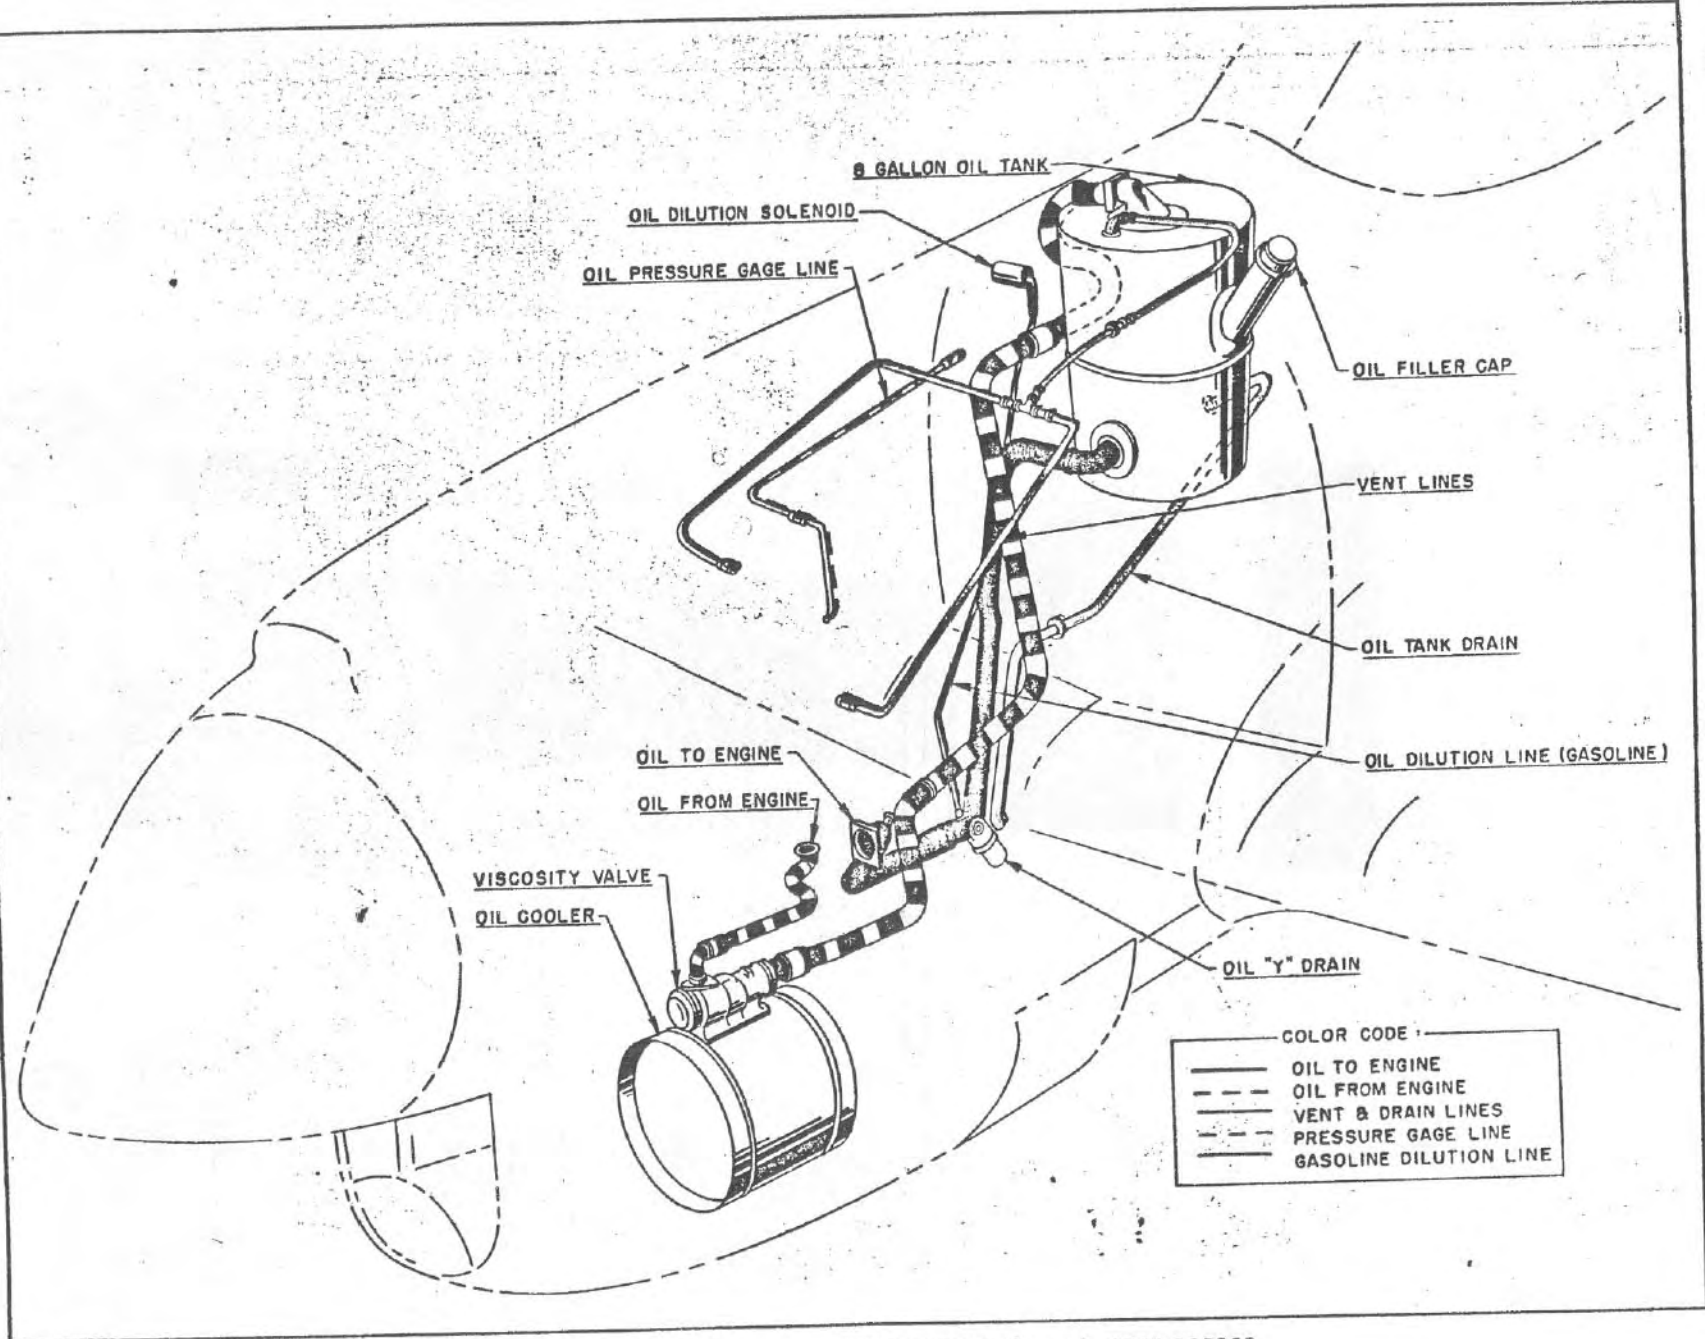 8 GALLON OIL TANK
OIL DILUTION SOLENOID
OIL PRESSURE GAGE LINE
OIL FILLER CAP
VENT LINES
OIL TANK DRAIN
OIL TO ENGINE
OIL DILUTION LINE (GASOLINE)
OIL FROM ENGINE
VISCOSITY VALVE
OIL COOLER
OIL "Y" DRAIN
COLOR CODE:
OIL TO ENGINE
OIL FROM ENGINE
VENT & DRAIN LINES
PRESSURE GAGE LINE
GASOLINE DILUTION LINE